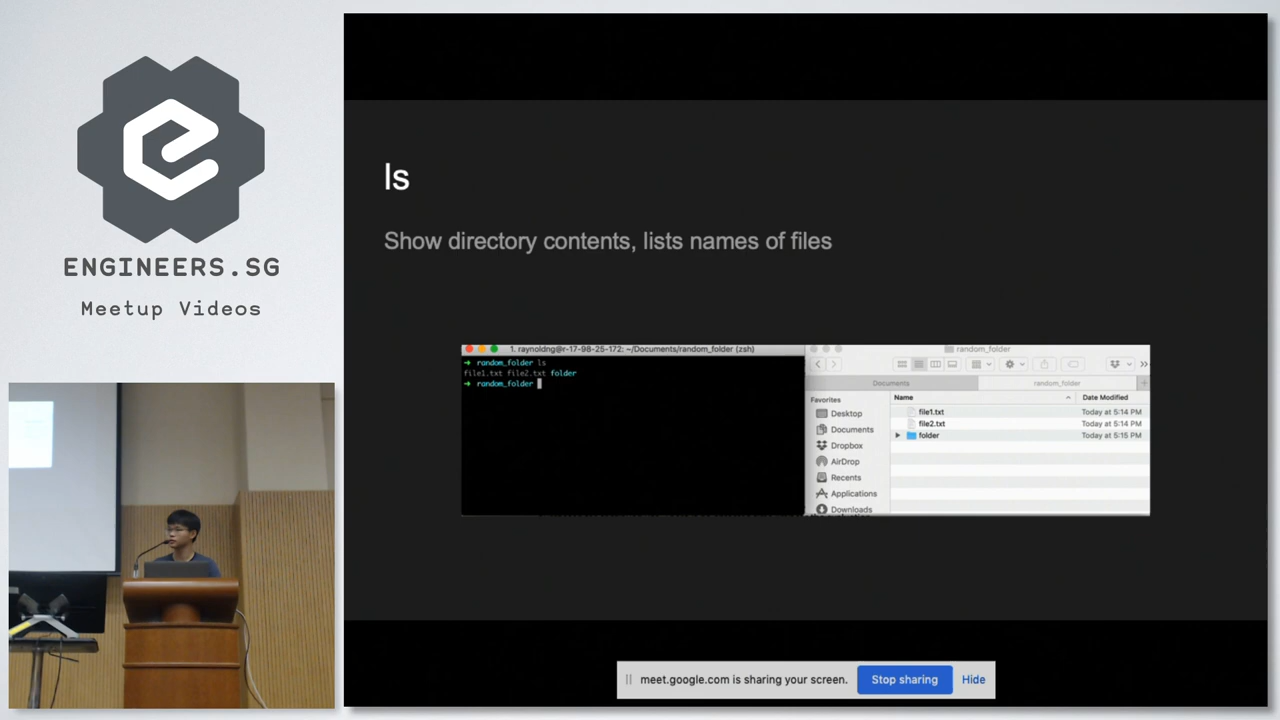 ENGINEERS.SG
Meetup Videos
ls
Show directory contents, lists names of files
1. raynoldng@r-17-98-25-172: ~/Documents/random_folder (zsh)
➜ random_folder ls
file1.txt file2.txt folder
➜ random_folder
random_folder
Documents
random_folder
Favorites
Desktop
Documents
Dropbox
AirDrop
Recents
Applications
Downloads
Name
Date Modified
file1.txt
Today at 5:14 PM
file2.txt
Today at 5:14 PM
folder
Today at 5:15 PM
meet.google.com is sharing your screen.
Stop sharing
Hide